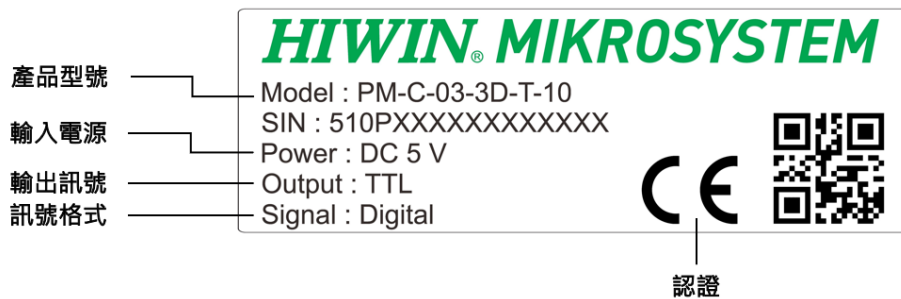 HIWIN® MIKROSYSTEM
產品型號
Model : PM-C-03-3D-T-10
SIN : 510PXXXXXXXXXXXX
輸入電源
Power : DC 5 V
輸出訊號
Output : TTL
訊號格式
Signal : Digital
CE
認證